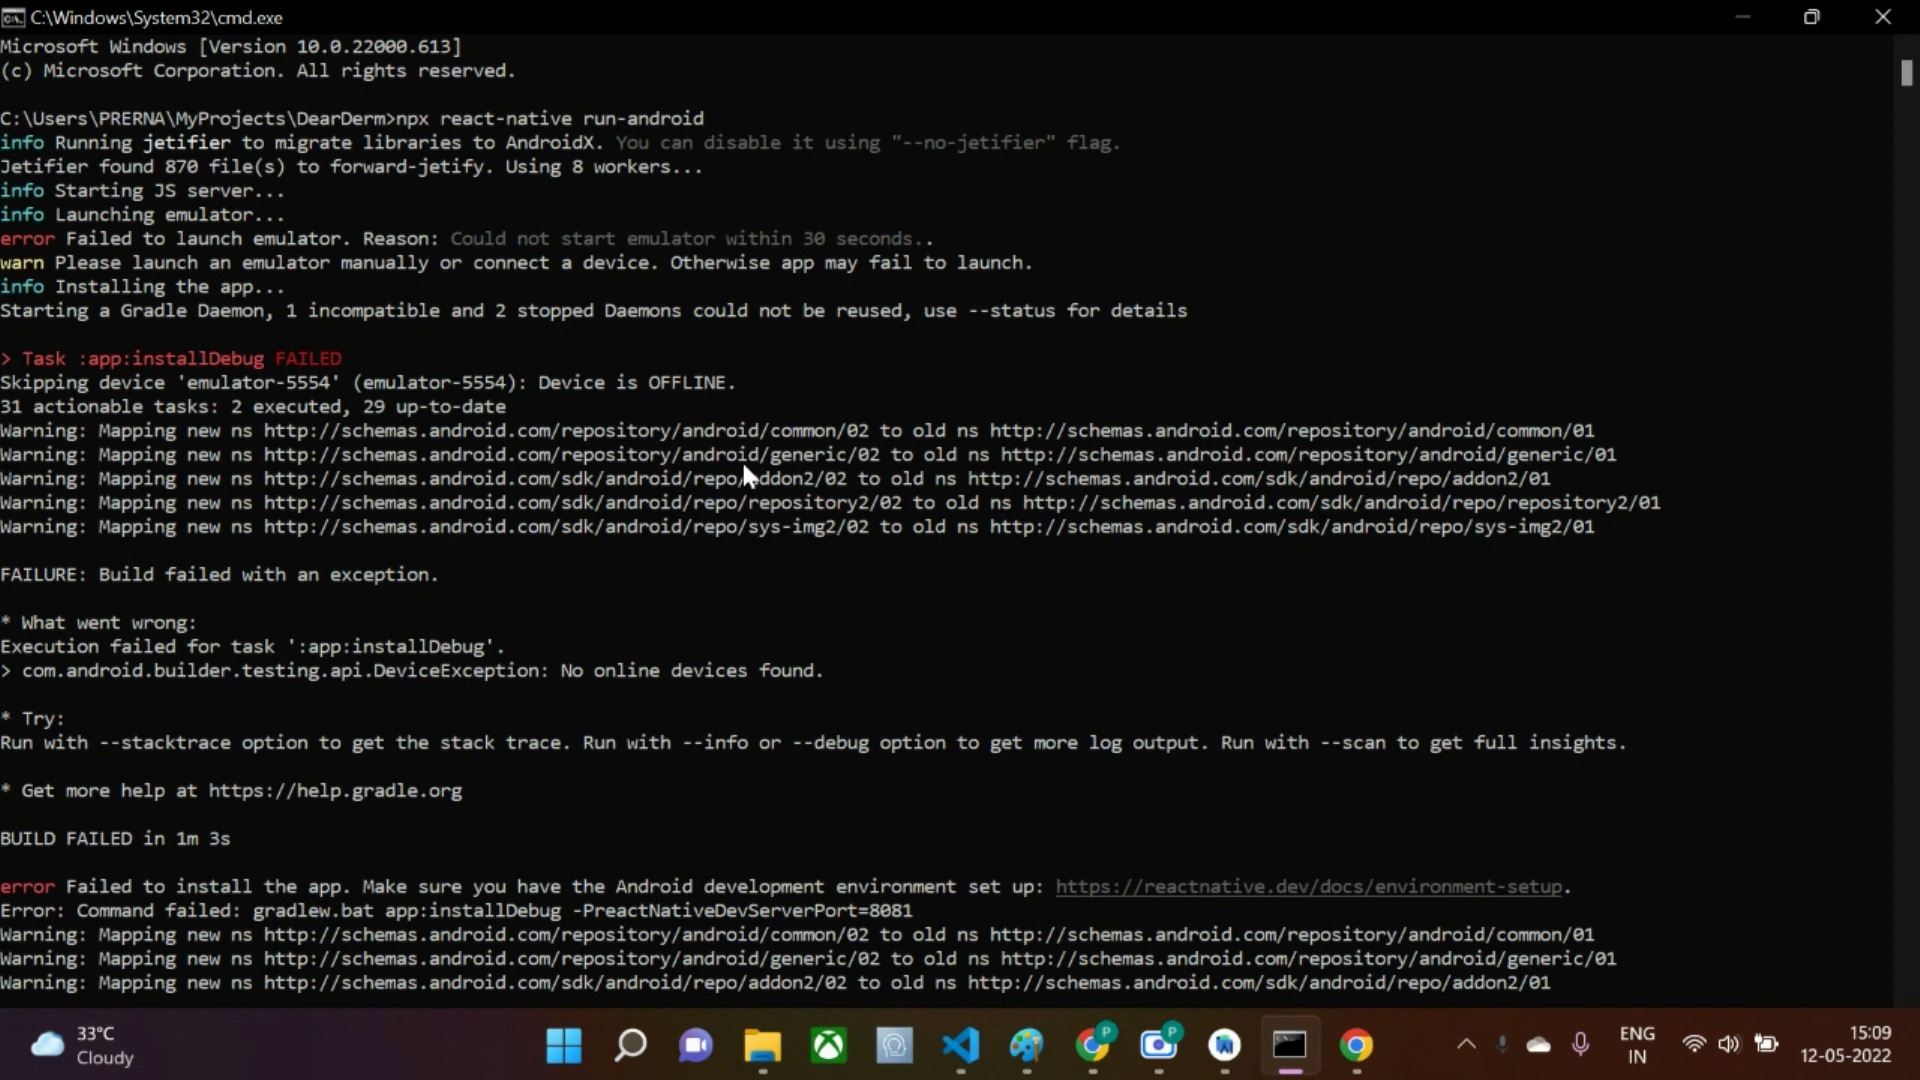 C:\Windows\System32\cmd.exe
Microsoft Windows [Version 10.0.22000.613]
(c) Microsoft Corporation. All rights reserved.
C:\Users\PRERNA\MyProjects\DearDerm>npx react-native run-android
info Running jetifier to migrate libraries to AndroidX. You can disable it using "--no-jetifier" flag.
Jetifier found 870 file(s) to forward-jetify. Using 8 workers...
info Starting JS server...
info Launching emulator...
error Failed to launch emulator. Reason: Could not start emulator within 30 seconds..
warn Please launch an emulator manually or connect a device. Otherwise app may fail to launch.
info Installing the app...
Starting a Gradle Daemon, 1 incompatible and 2 stopped Daemons could not be reused, use --status for details
> Task :app:installDebug FAILED
Skipping device 'emulator-5554' (emulator-5554): Device is OFFLINE.
31 actionable tasks: 2 executed, 29 up-to-date
Warning: Mapping new ns http://schemas.android.com/repository/android/common/02 to old ns http://schemas.android.com/repository/android/common/01
Warning: Mapping new ns http://schemas.android.com/repository/android/generic/02 to old ns http://schemas.android.com/repository/android/generic/01
Warning: Mapping new ns http://schemas.android.com/sdk/android/repo/addon2/02 to old ns http://schemas.android.com/sdk/android/repo/addon2/01
Warning: Mapping new ns http://schemas.android.com/sdk/android/repo/repository2/02 to old ns http://schemas.android.com/sdk/android/repo/repository2/01
Warning: Mapping new ns http://schemas.android.com/sdk/android/repo/sys-img2/02 to old ns http://schemas.android.com/sdk/android/repo/sys-img2/01
FAILURE: Build failed with an exception.
* What went wrong:
Execution failed for task ':app:installDebug'.
> com.android.builder.testing.api.DeviceException: No online devices found.
* Try:
Run with --stacktrace option to get the stack trace. Run with --info or --debug option to get more log output. Run with --scan to get full insights.
* Get more help at https://help.gradle.org
BUILD FAILED in 1m 3s
error Failed to install the app. Make sure you have the Android development environment set up: https://reactnative.dev/docs/environment-setup.
Error: Command failed: gradlew.bat app:installDebug -PreactNativeDevServerPort=8081
Warning: Mapping new ns http://schemas.android.com/repository/android/common/02 to old ns http://schemas.android.com/repository/android/common/01
Warning: Mapping new ns http://schemas.android.com/repository/android/generic/02 to old ns http://schemas.android.com/repository/android/generic/01
Warning: Mapping new ns http://schemas.android.com/sdk/android/repo/addon2/02 to old ns http://schemas.android.com/sdk/android/repo/addon2/01
33°C
Cloudy
P
P
ENG
IN
15:09
12-05-2022